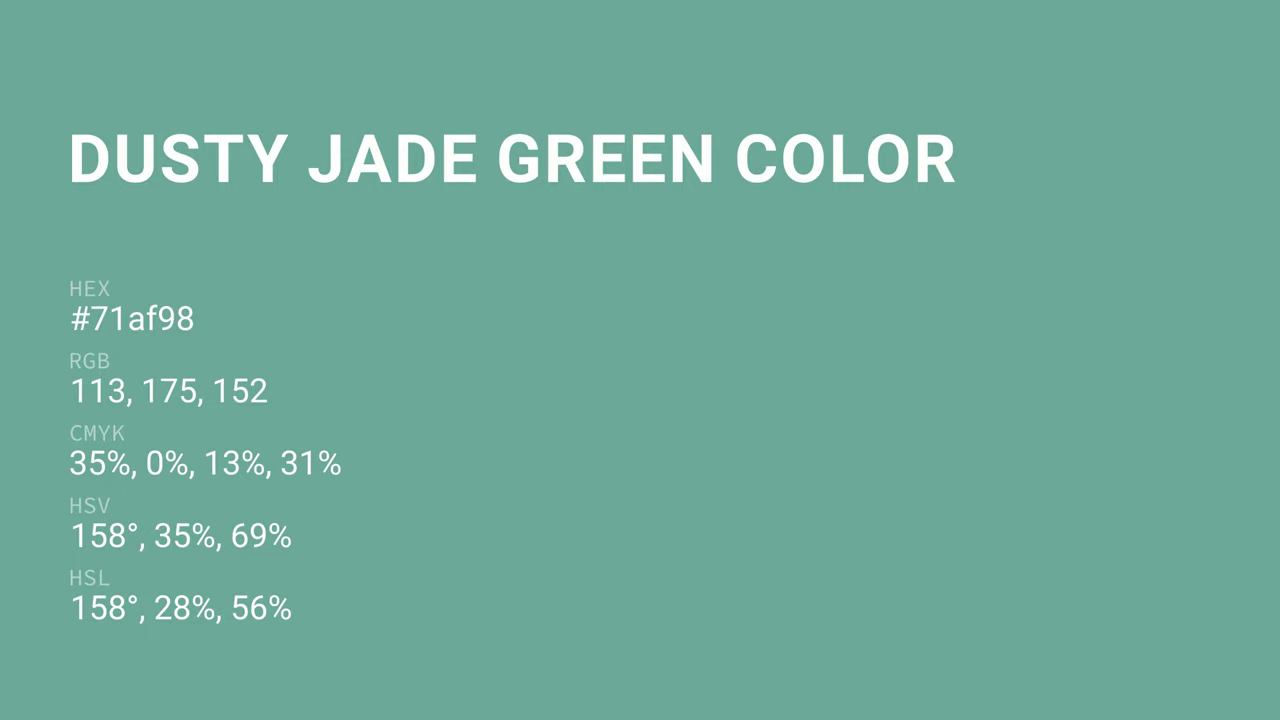 DUSTY JADE GREEN COLOR
HEX
#71af98
RGB
113, 175, 152
CMYK
35%, 0%, 13%, 31%
HSV
158°, 35%, 69%
HSL
158°, 28%, 56%